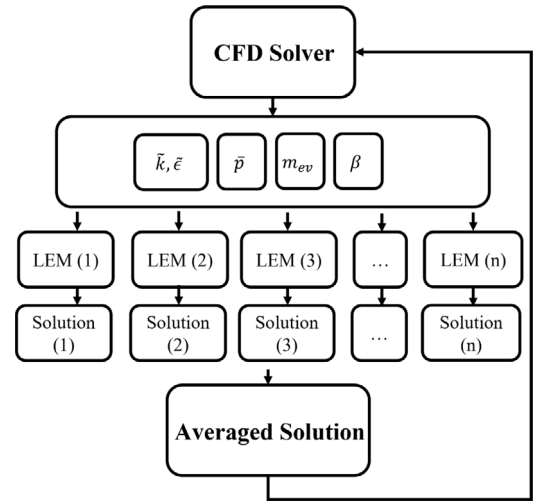 CFD Solver
k̃, ϵ̃
p̄
m_ev
β
LEM (1)
LEM (2)
LEM (3)
...
LEM (n)
Solution
(1)
Solution
(2)
Solution
(3)
...
Solution
(n)
Averaged Solution